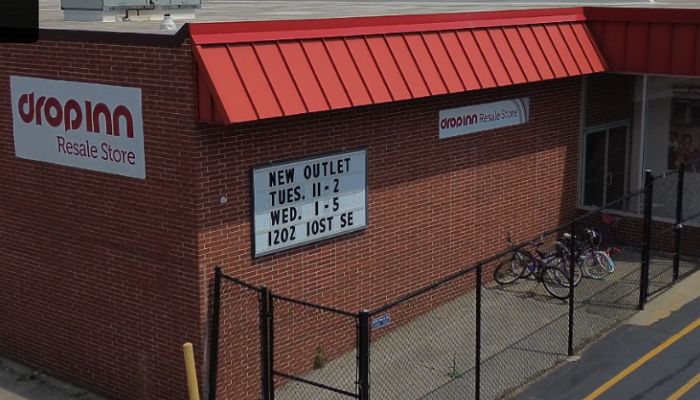 dropinn
Resale Store
dropinn Resale Store
NEW OUTLET
TUES. 11-2
WED. 1-5
1202 10ST SE